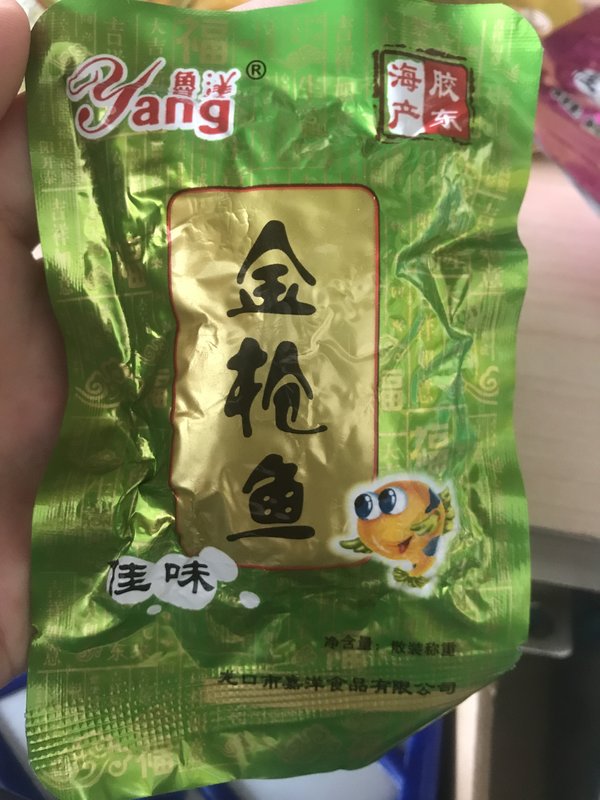 鲁洋®
Yang
海产
胶东
金枪鱼
佳味
净含量：散装称重
龙口市嘉洋食品有限公司